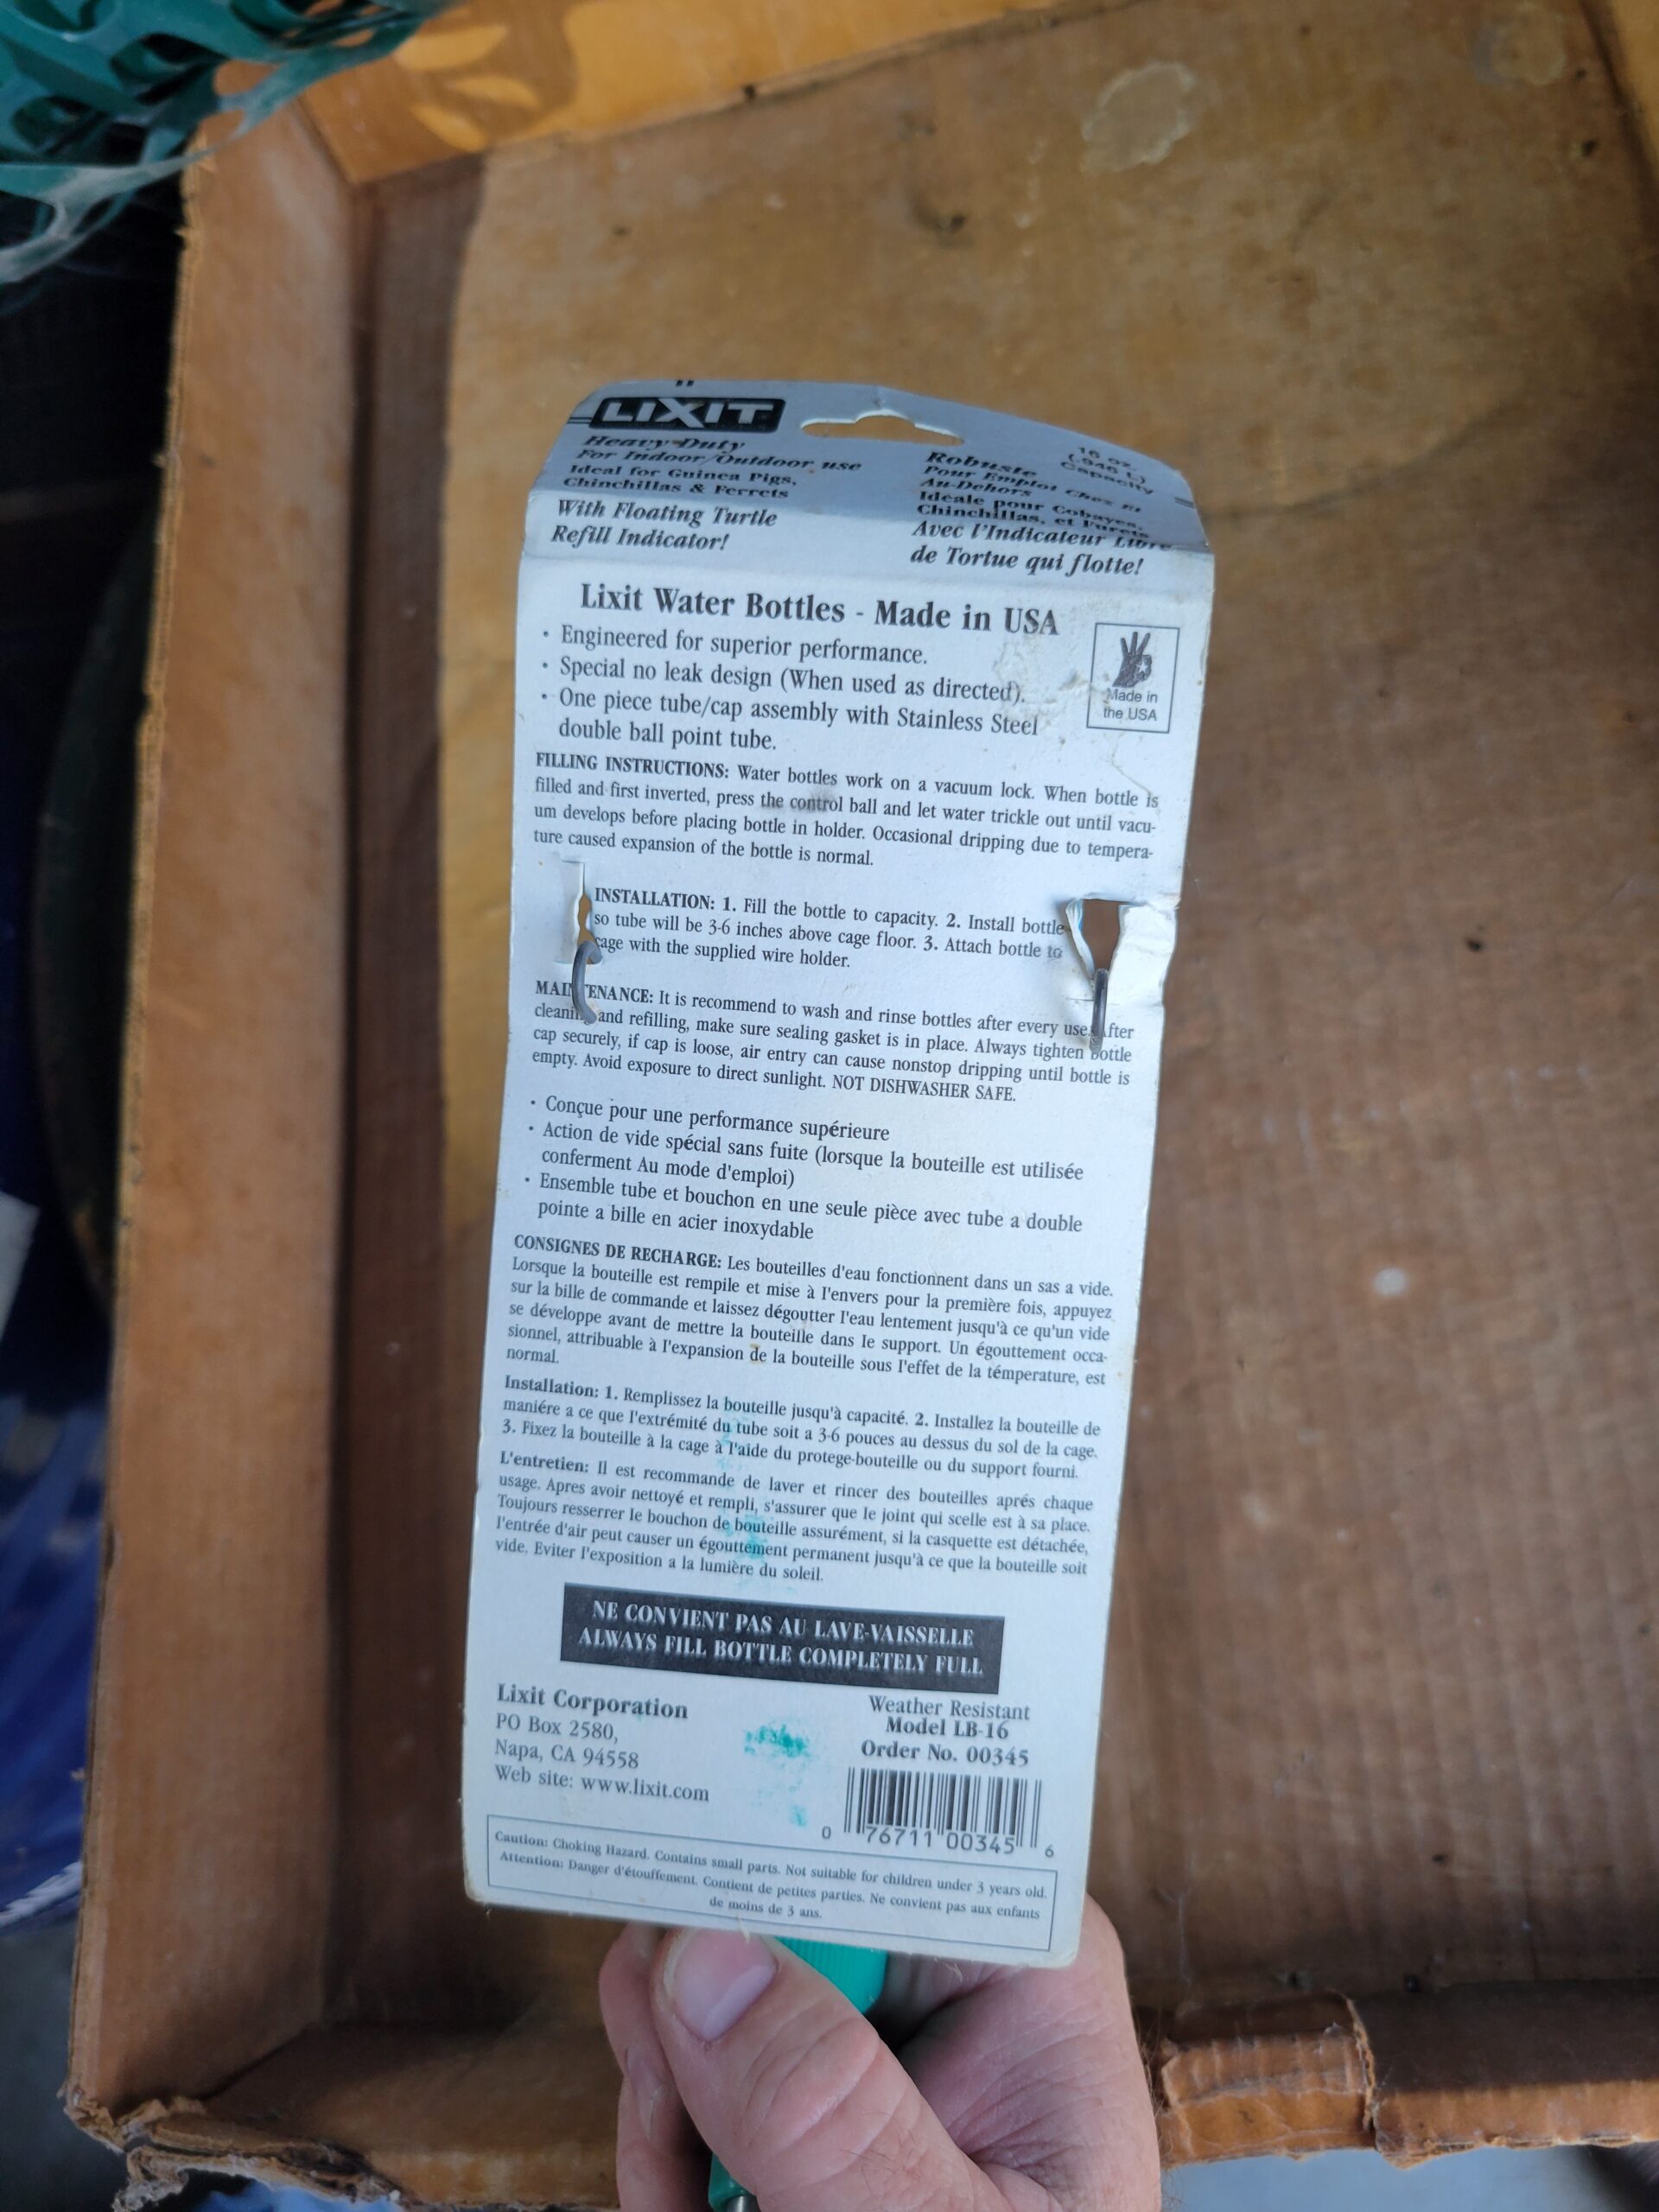 LIXIT
Heavy Duty
For Indoor/Outdoor use
Ideal for Guinea Pigs,
Chinchillas & Ferrets
With Floating Turtle
Refill Indicator!
16 oz.
Capacity
Robuste
Pour Emploi Chez et
Au-Dehors
Ideale pour Cobayes,
Chinchillas, et Furets
Avec l'Indicateur Libre
de Tortue qui flotte!
Lixit Water Bottles - Made in USA
• Engineered for superior performance.
• Special no leak design (When used as directed).
• One piece tube/cap assembly with Stainless Steel
double ball point tube.
Made in
the USA
FILLING INSTRUCTIONS: Water bottles work on a vacuum lock. When bottle is
filled and first inverted, press the control ball and let water trickle out until vacu-
um develops before placing bottle in holder. Occasional dripping due to tempera-
ture caused expansion of the bottle is normal.
INSTALLATION: 1. Fill the bottle to capacity. 2. Install bottle
so tube will be 3-6 inches above cage floor. 3. Attach bottle to
cage with the supplied wire holder.
MAINTENANCE: It is recommend to wash and rinse bottles after every use. After
cleaning and refilling, make sure sealing gasket is in place. Always tighten bottle
cap securely, if cap is loose, air entry can cause nonstop dripping until bottle is
empty. Avoid exposure to direct sunlight. NOT DISHWASHER SAFE.
• Conçue pour une performance supérieure
• Action de vide spécial sans fuite (lorsque la bouteille est utilisée
conferment Au mode d'emploi)
• Ensemble tube et bouchon en une seule pièce avec tube a double
pointe a bille en acier inoxydable
CONSIGNES DE RECHARGE: Les bouteilles d'eau fonctionnent dans un sas a vide.
Lorsque la bouteille est rempile et mise à l'envers pour la première fois, appuyez
sur la bille de commande et laissez dégoutter l'eau lentement jusqu'à ce qu'un vide
se développe avant de mettre la bouteille dans le support. Un égouttement occa-
sionnel, attribuable à l'expansion de la bouteille sous l'effet de la témperature, est
normal.
Installation: 1. Remplissez la bouteille jusqu'à capacité. 2. Installez la bouteille de
maniére a ce que l'extrémité du tube soit a 3-6 pouces au dessus du sol de la cage.
3. Fixez la bouteille à la cage à l'aide du protege-bouteille ou du support fourni.
L'entretien: Il est recommande de laver et rincer des bouteilles aprés chaque
usage. Apres avoir nettoyé et rempli, s'assurer que le joint qui scelle est à sa place.
Toujours resserrer le bouchon de bouteille assurément, si la casquette est détachée,
l'entrée d'air peut causer un égouttement permanent jusqu'à ce que la bouteille soit
vide. Eviter l'exposition a la lumière du soleil.
NE CONVIENT PAS AU LAVE-VAISSELLE
ALWAYS FILL BOTTLE COMPLETELY FULL
Lixit Corporation
PO Box 2580,
Napa, CA 94558
Web site: www.lixit.com
Weather Resistant
Model LB-16
Order No. 00345
0 76711 00345 6
Caution: Choking Hazard. Contains small parts. Not suitable for children under 3 years old.
Attention: Danger d'étouffement. Contient de petites parties. Ne convient pas aux enfants
de moins de 3 ans.